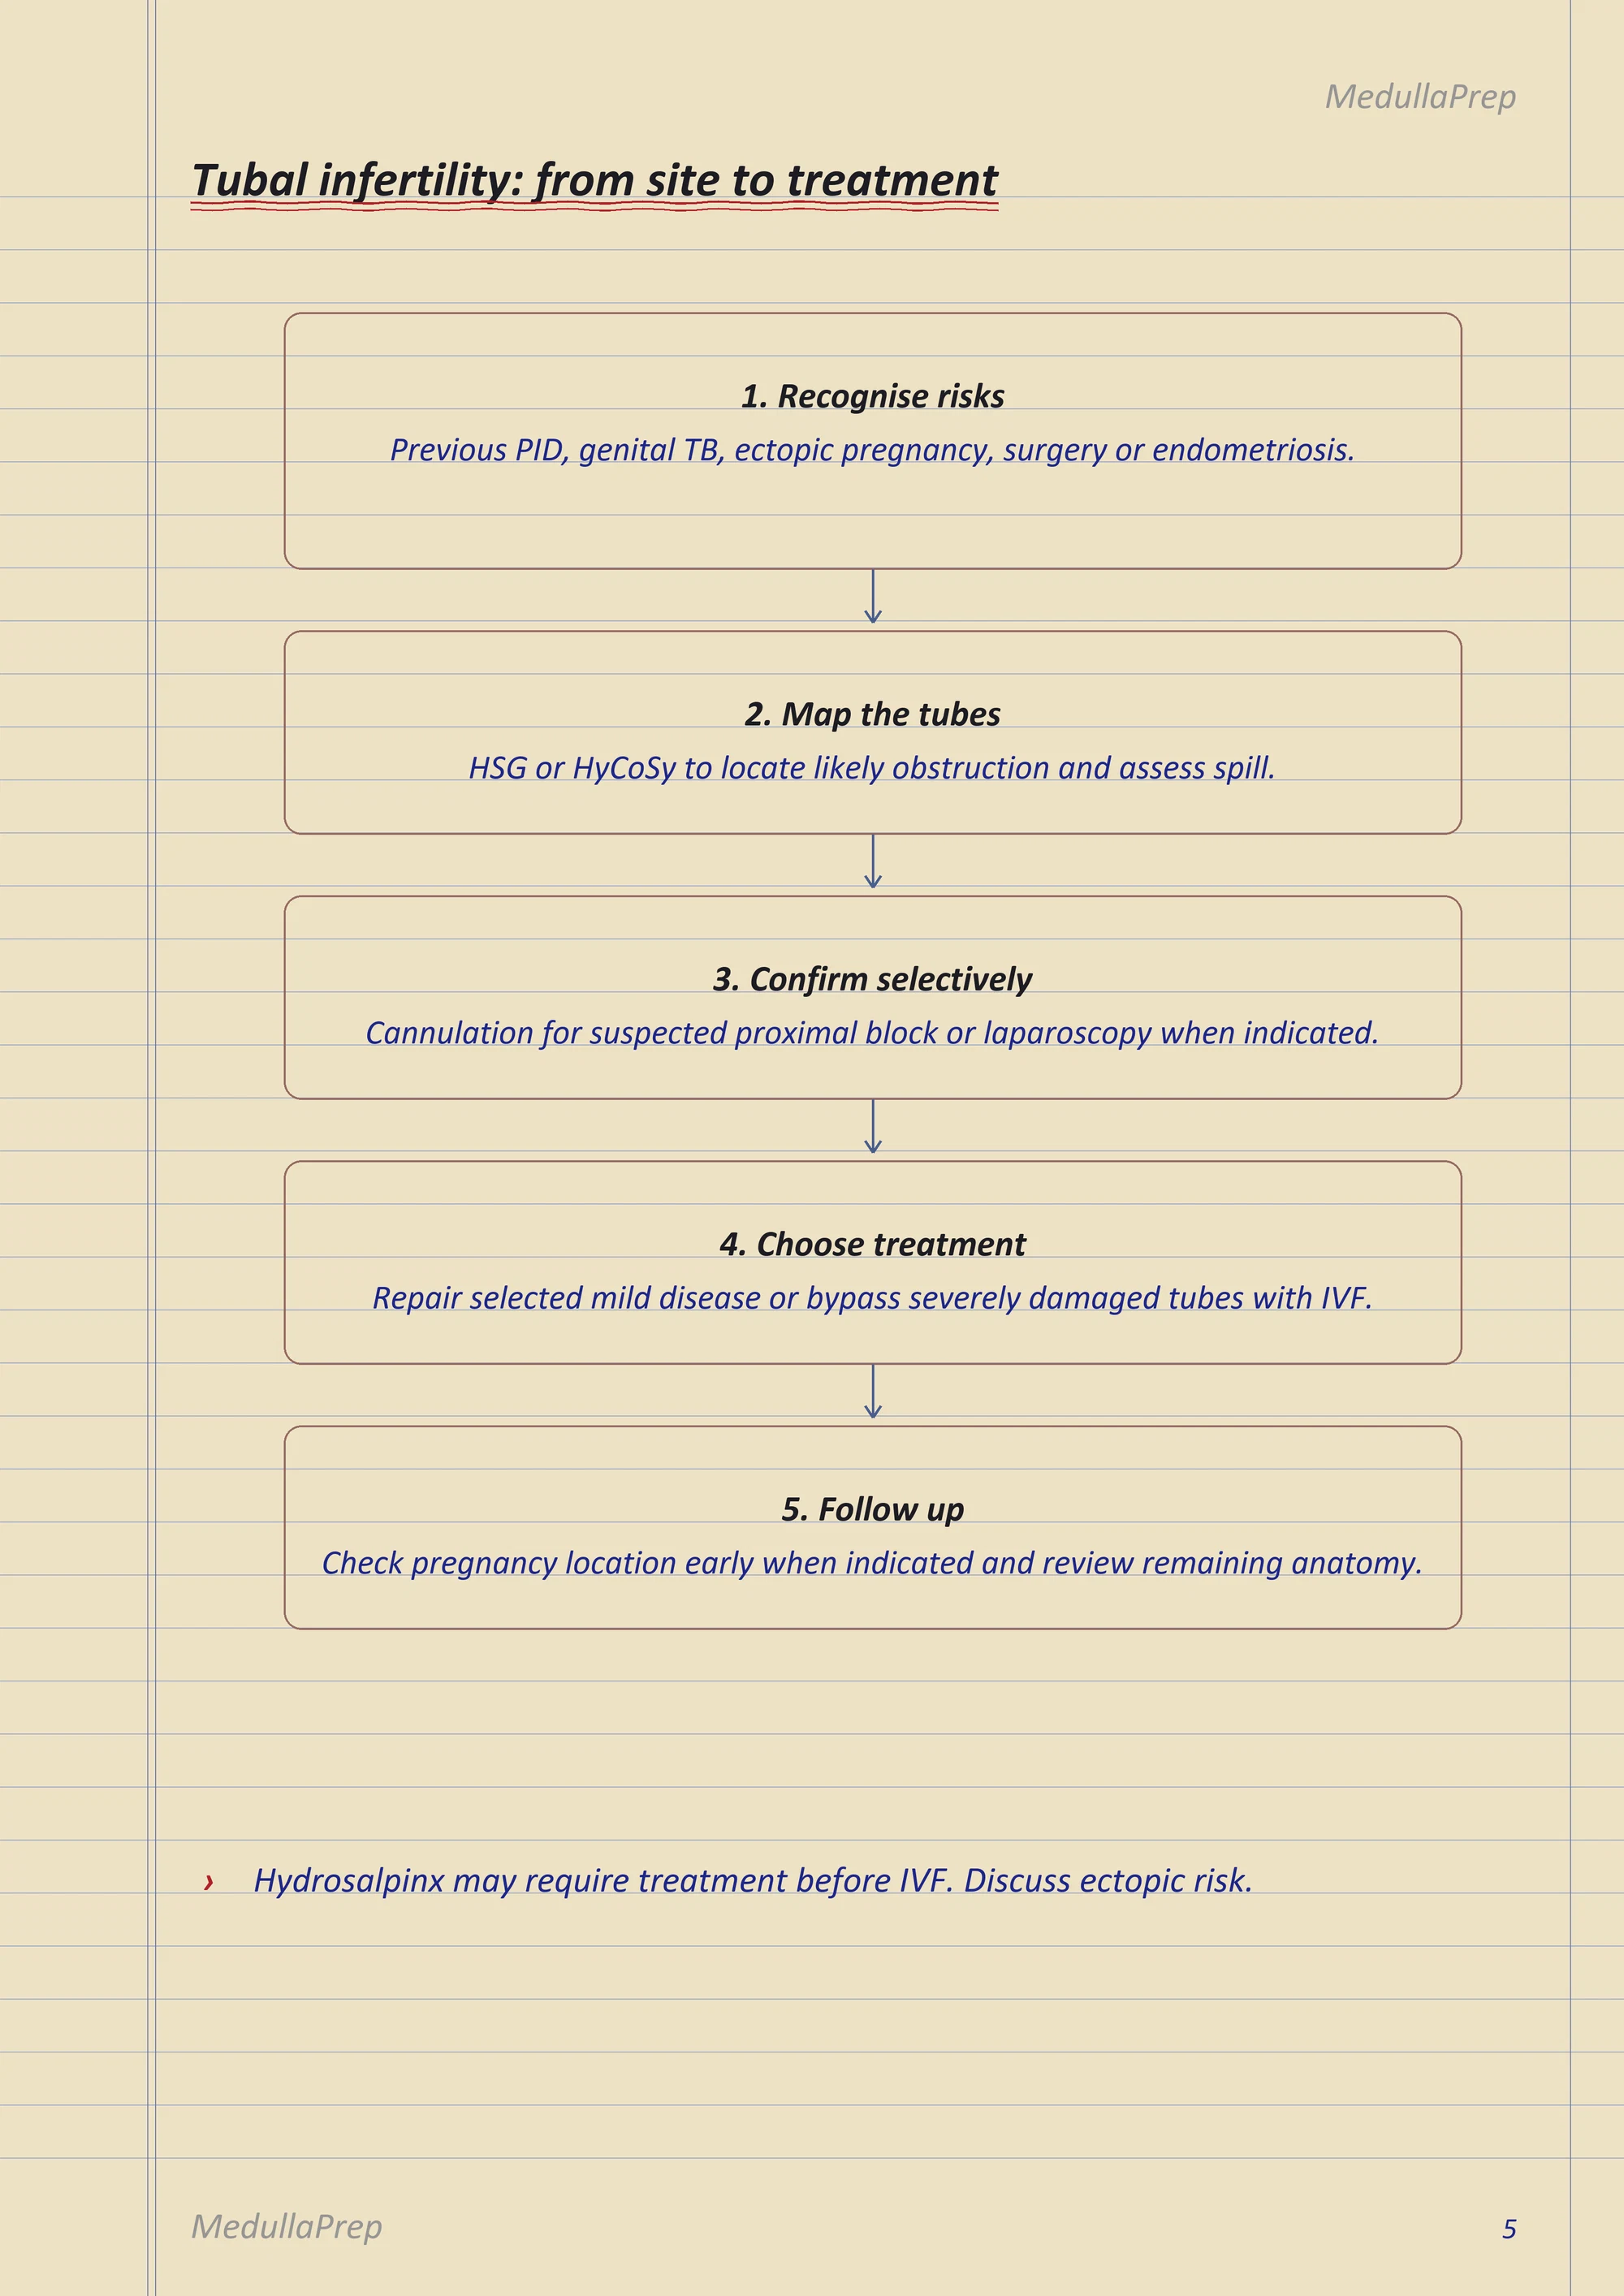 MedullaPrep
Tubal infertility: from site to treatment
1. Recognise risks
Previous PID, genital TB, ectopic pregnancy, surgery or endometriosis.
2. Map the tubes
HSG or HyCoSy to locate likely obstruction and assess spill.
3. Confirm selectively
Cannulation for suspected proximal block or laparoscopy when indicated.
4. Choose treatment
Repair selected mild disease or bypass severely damaged tubes with IVF.
5. Follow up
Check pregnancy location early when indicated and review remaining anatomy.
› Hydrosalpinx may require treatment before IVF. Discuss ectopic risk.
MedullaPrep
5